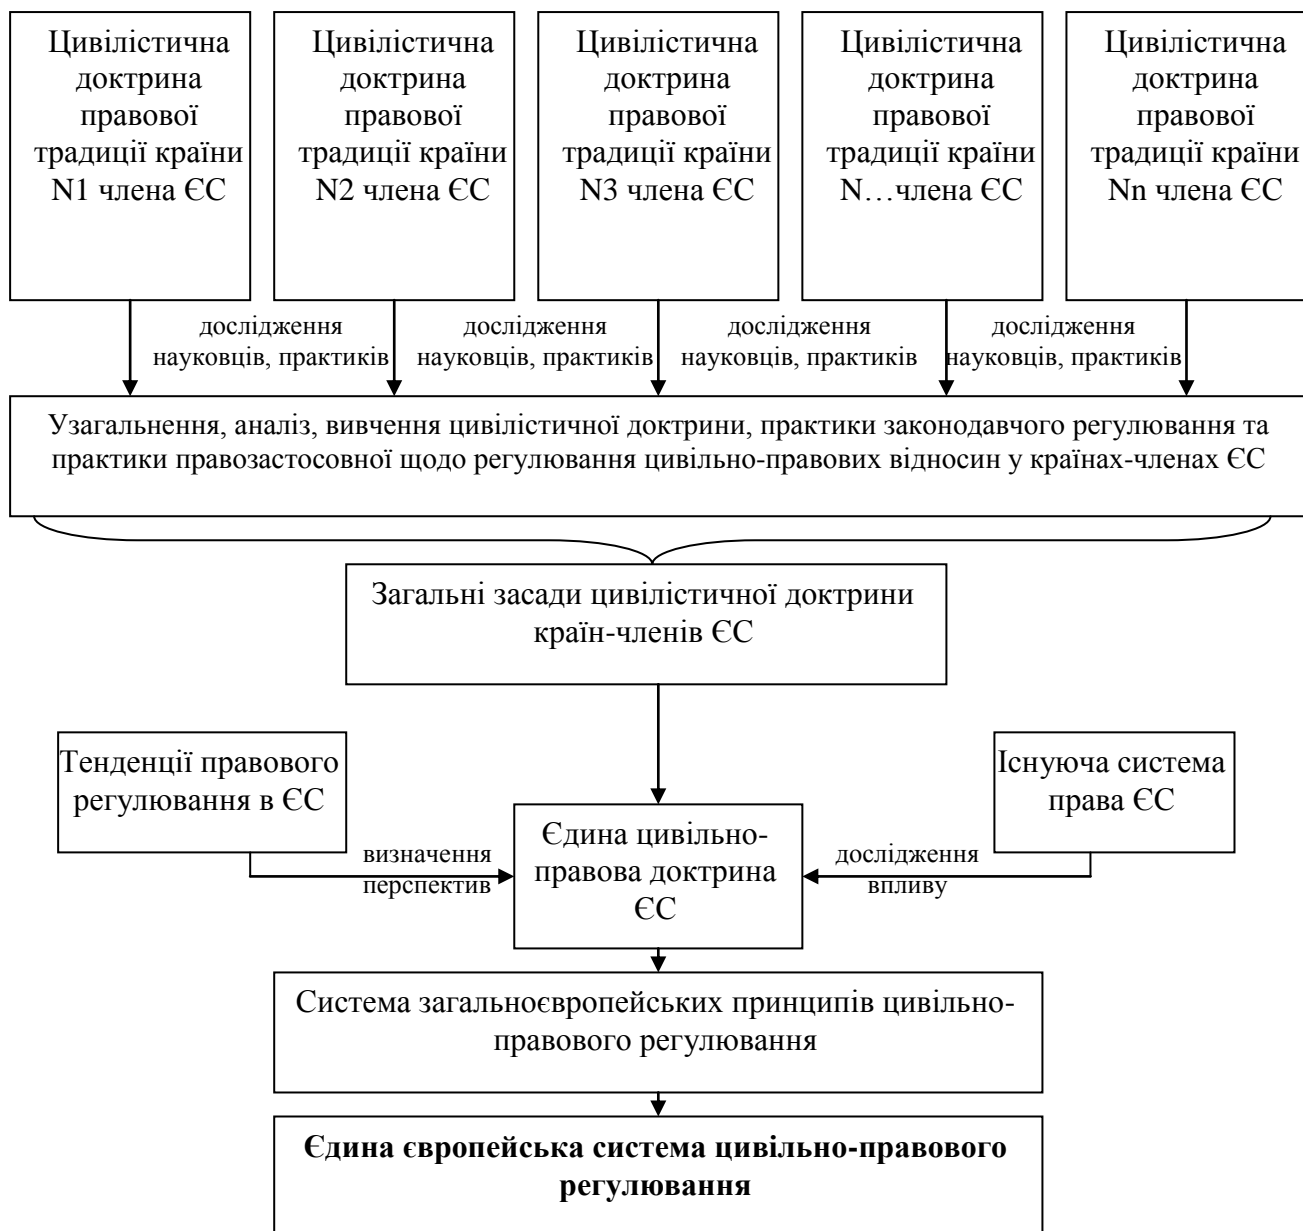 Цивілістична
доктрина
правової
традиції країни
N1 члена ЄС
Цивілістична
доктрина
правової
традиції країни
N2 члена ЄС
Цивілістична
доктрина
правової
традиції країни
N3 члена ЄС
Цивілістична
доктрина
правової
традиції країни
N…члена ЄС
Цивілістична
доктрина
правової
традиції країни
Nn члена ЄС
дослідження
науковців, практиків
дослідження
науковців, практиків
дослідження
науковців, практиків
дослідження
науковців, практиків
Узагальнення, аналіз, вивчення цивілістичної доктрини, практики законодавчого регулювання та
практики правозастосовної щодо регулювання цивільно-правових відносин у країнах-членах ЄС
Загальні засади цивілістичної доктрини
країн-членів ЄС
Тенденції правового
регулювання в ЄС
Існуюча система
права ЄС
визначення
перспектив
Єдина цивільно-
правова доктрина
ЄС
дослідження
впливу
Система загальноєвропейських принципів цивільно-
правового регулювання
Єдина європейська система цивільно-правового
регулювання